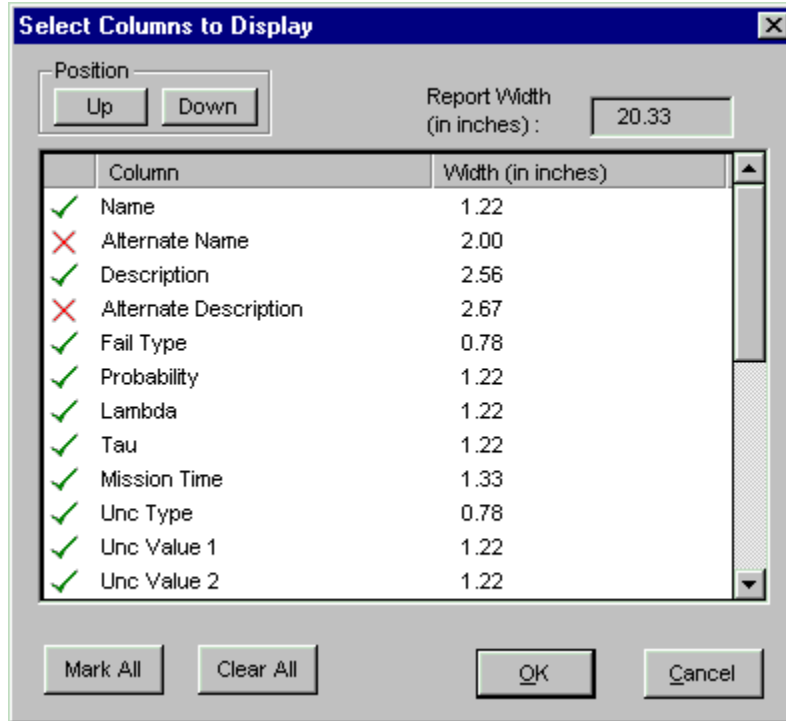 Select Columns to Display
Position
Up Down
Report Width
(in inches) :
20.33
Column Width (in inches)
Name 1.22
Alternate Name 2.00
Description 2.56
Alternate Description 2.67
Fail Type 0.78
Probability 1.22
Lambda 1.22
Tau 1.22
Mission Time 1.33
Unc Type 0.78
Unc Value 1 1.22
Unc Value 2 1.22
Mark All Clear All OK Cancel